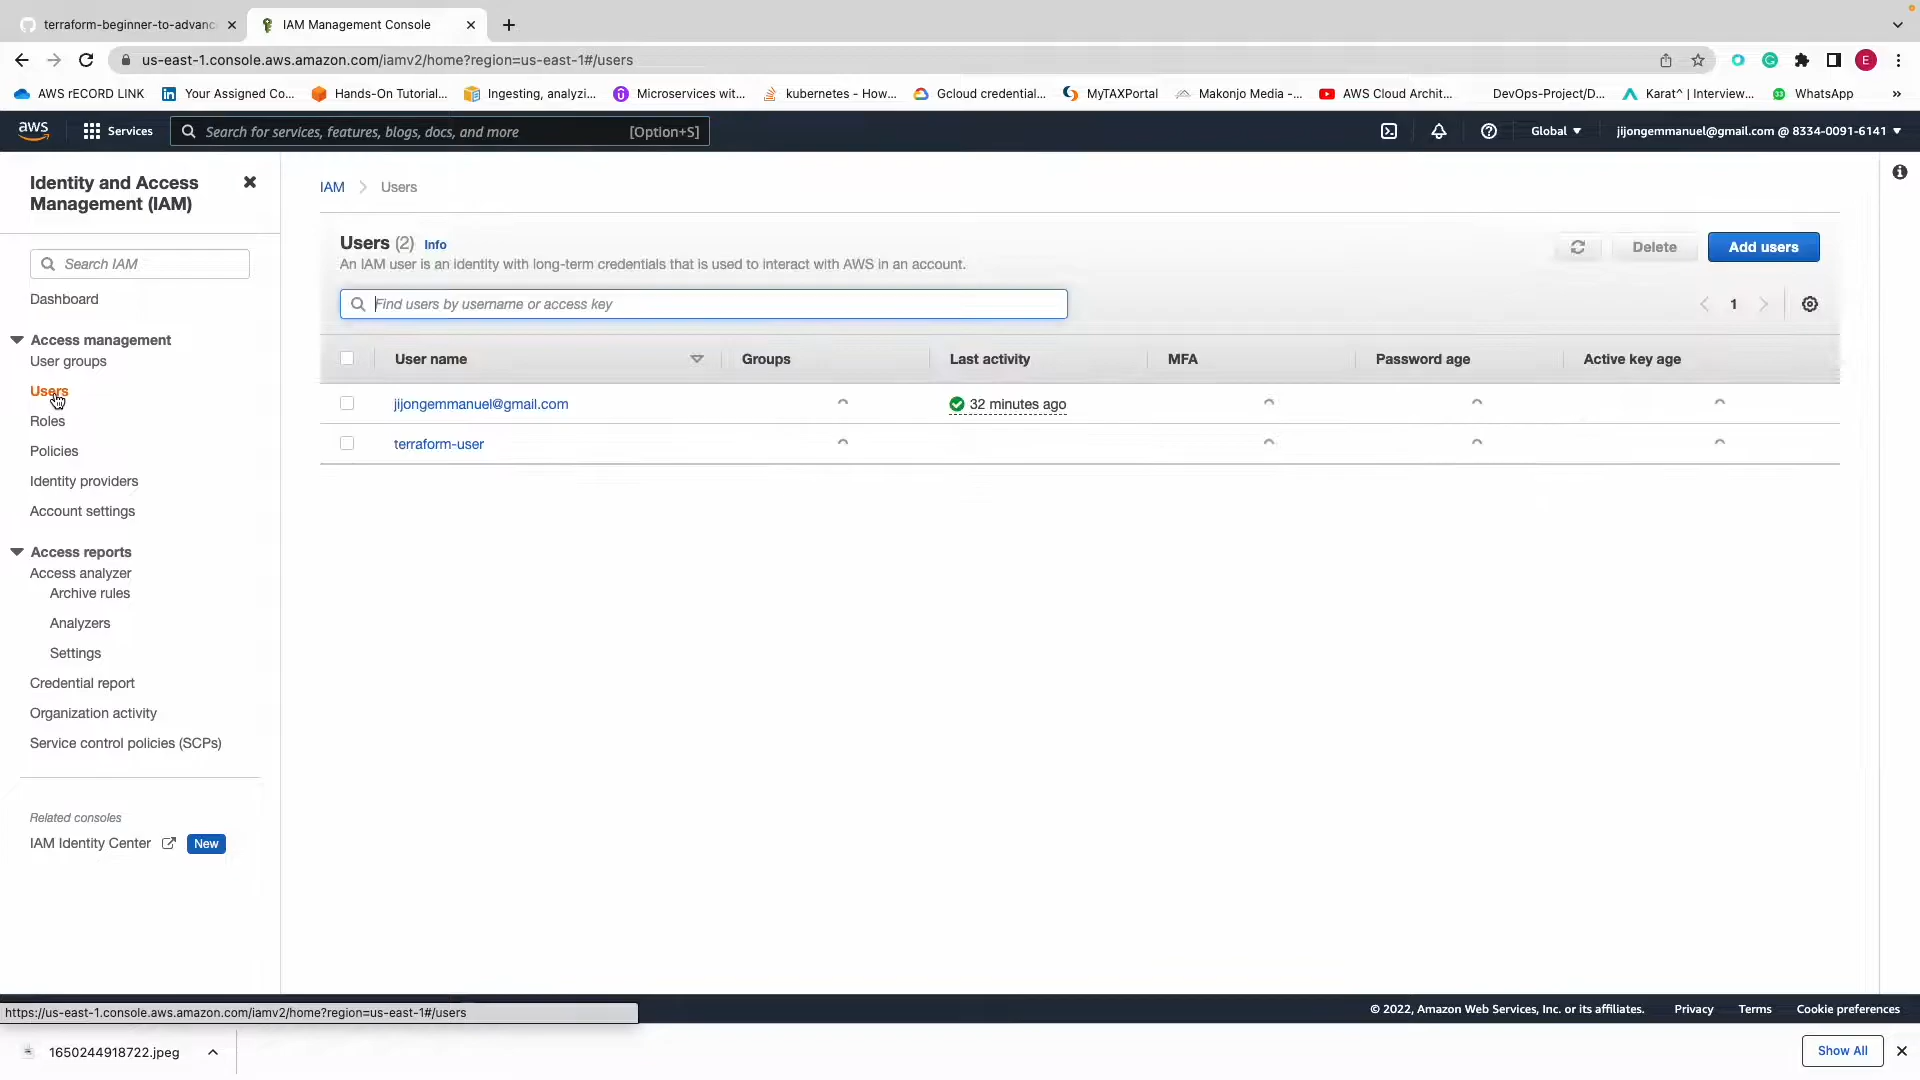 terraform-beginner-to-advanc
IAM Management Console
us-east-1.console.aws.amazon.com/iamv2/home?region=us-east-1#/users
E
AWS rECORD LINK
Your Assigned Co...
Hands-On Tutorial...
Ingesting, analyzi...
Microservices wit...
kubernetes - How...
Gcloud credential...
MyTAXPortal
Makonjo Media -...
AWS Cloud Archit...
DevOps-Project/D...
Karat^ | Interview...
WhatsApp
»
aws
Services
Search for services, features, blogs, docs, and more
[Option+S]
Global
jijongemmanuel@gmail.com @ 8334-0091-6141
Identity and Access
Management (IAM)
Search IAM
Dashboard
Access management
User groups
Users
Roles
Policies
Identity providers
Account settings
Access reports
Access analyzer
Archive rules
Analyzers
Settings
Credential report
Organization activity
Service control policies (SCPs)
Related consoles
IAM Identity Center
New
IAM
Users
Users (2) Info
An IAM user is an identity with long-term credentials that is used to interact with AWS in an account.
Delete
Add users
Find users by username or access key
1
User name
Groups
Last activity
MFA
Password age
Active key age
jijongemmanuel@gmail.com
32 minutes ago
terraform-user
© 2022, Amazon Web Services, Inc. or its affiliates.
Privacy
Terms
Cookie preferences
https://us-east-1.console.aws.amazon.com/iamv2/home?region=us-east-1#/users
1650244918722.jpeg
Show All